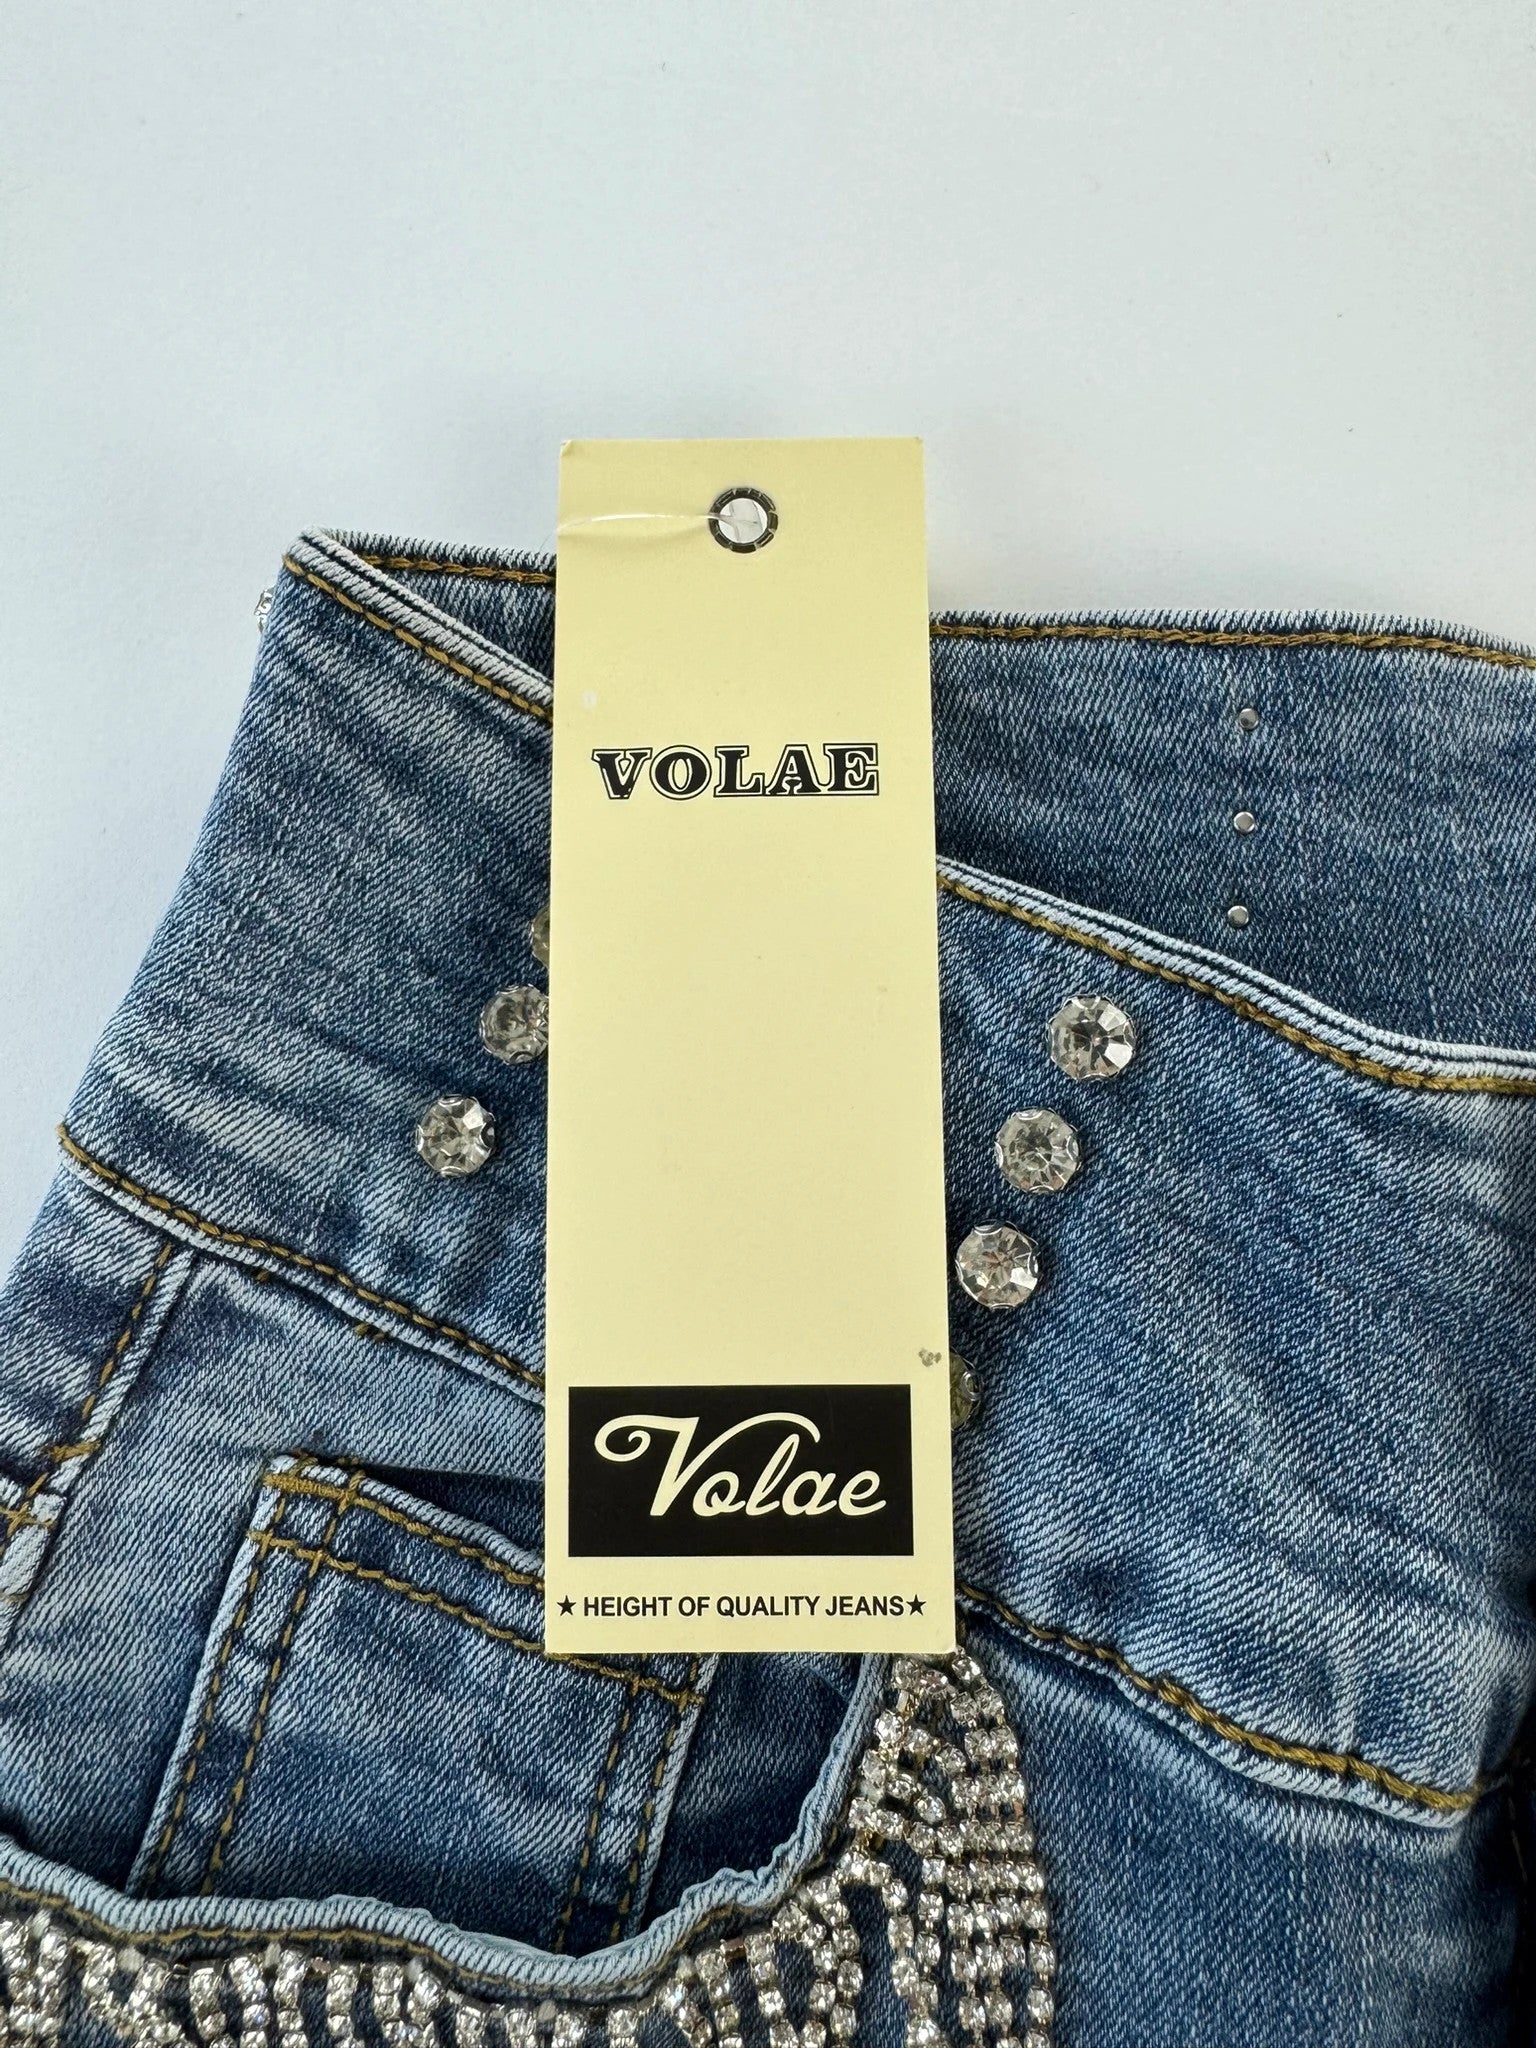 VOLAE
Volae
★ HEIGHT OF QUALITY JEANS★